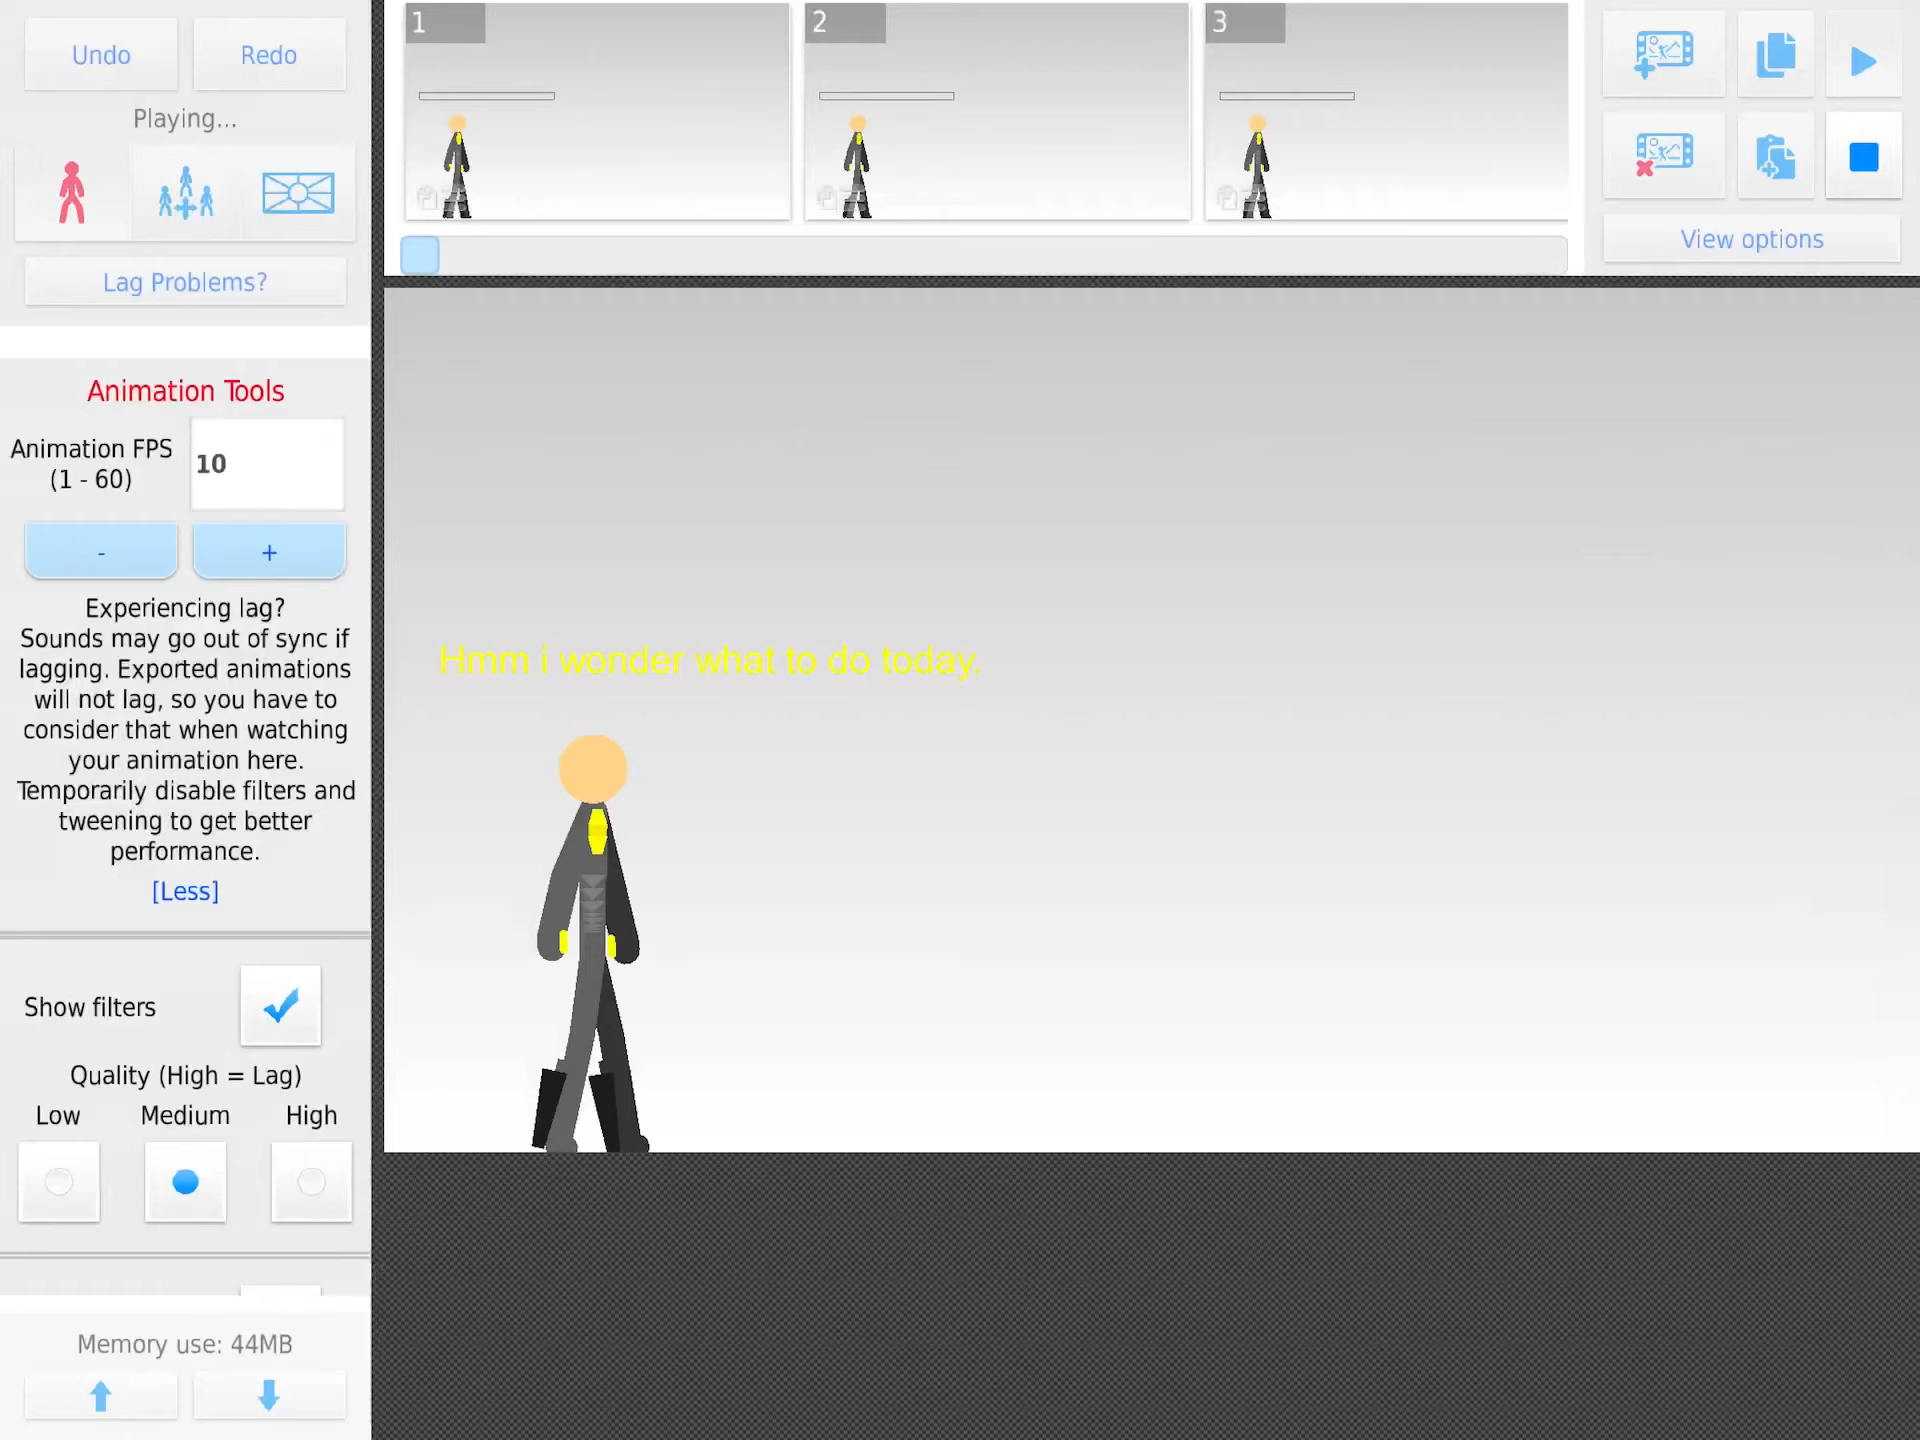 Undo
Redo
Playing...
Lag Problems?
Animation Tools
Animation FPS
(1 - 60)
10
-
+
Experiencing lag?
Sounds may go out of sync if
lagging. Exported animations
will not lag, so you have to
consider that when watching
your animation here.
Temporarily disable filters and
tweening to get better
performance.
[Less]
Show filters
Quality (High = Lag)
Low
Medium
High
Memory use: 44MB
1
2
3
View options
Hmm i wonder what to do today.